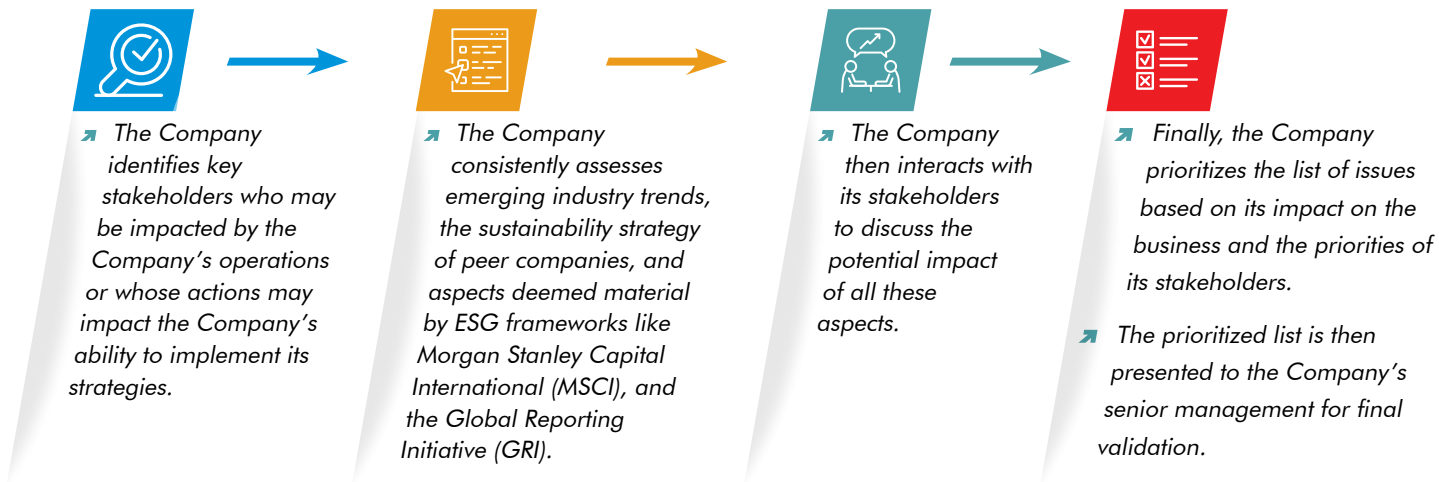 The Company
identifies key
stakeholders who may
be impacted by the
Company's operations
or whose actions may
impact the Company's
ability to implement its
strategies.
The Company
consistently assesses
emerging industry trends,
the sustainability strategy
of peer companies, and
aspects deemed material
by ESG frameworks like
Morgan Stanley Capital
International (MSCI), and
the Global Reporting
Initiative (GRI).
The Company
then interacts with
its stakeholders
to discuss the
potential impact
of all these
aspects.
Finally, the Company
prioritizes the list of issues
based on its impact on the
business and the priorities of
its stakeholders.
The prioritized list is then
presented to the Company's
senior management for final
validation.